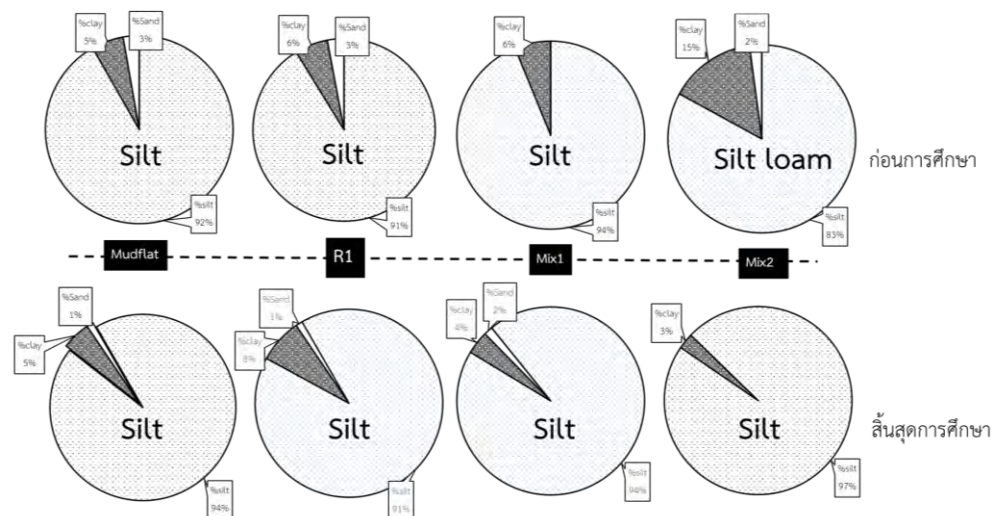 %clay
5%
%Sand
3%
Silt
%silt
92%
%clay
6%
%Sand
3%
Silt
%silt
91%
%clay
6%
Silt
%silt
94%
%clay
15%
%Sand
2%
Silt loam
%silt
83%
ก่อนการศึกษา
Mudflat
R1
Mix1
Mix2
%Sand
1%
%clay
5%
Silt
%silt
94%
%Sand
1%
%clay
8%
Silt
%silt
91%
%Sand
2%
%clay
4%
Silt
%silt
94%
%clay
3%
Silt
%silt
97%
สิ้นสุดการศึกษา